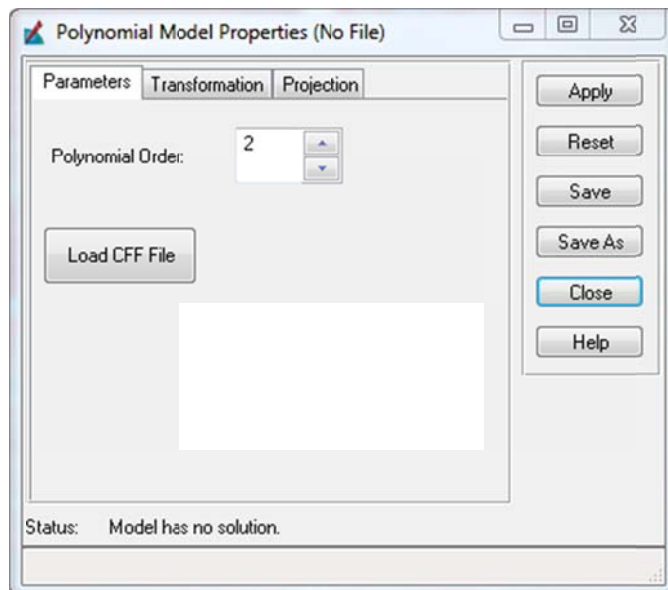 Polynomial Model Properties (No File)
Parameters Transformation Projection
Polynomial Order: 2
Load CFF File
Apply
Reset
Save
Save As
Close
Help
Status: Model has no solution.